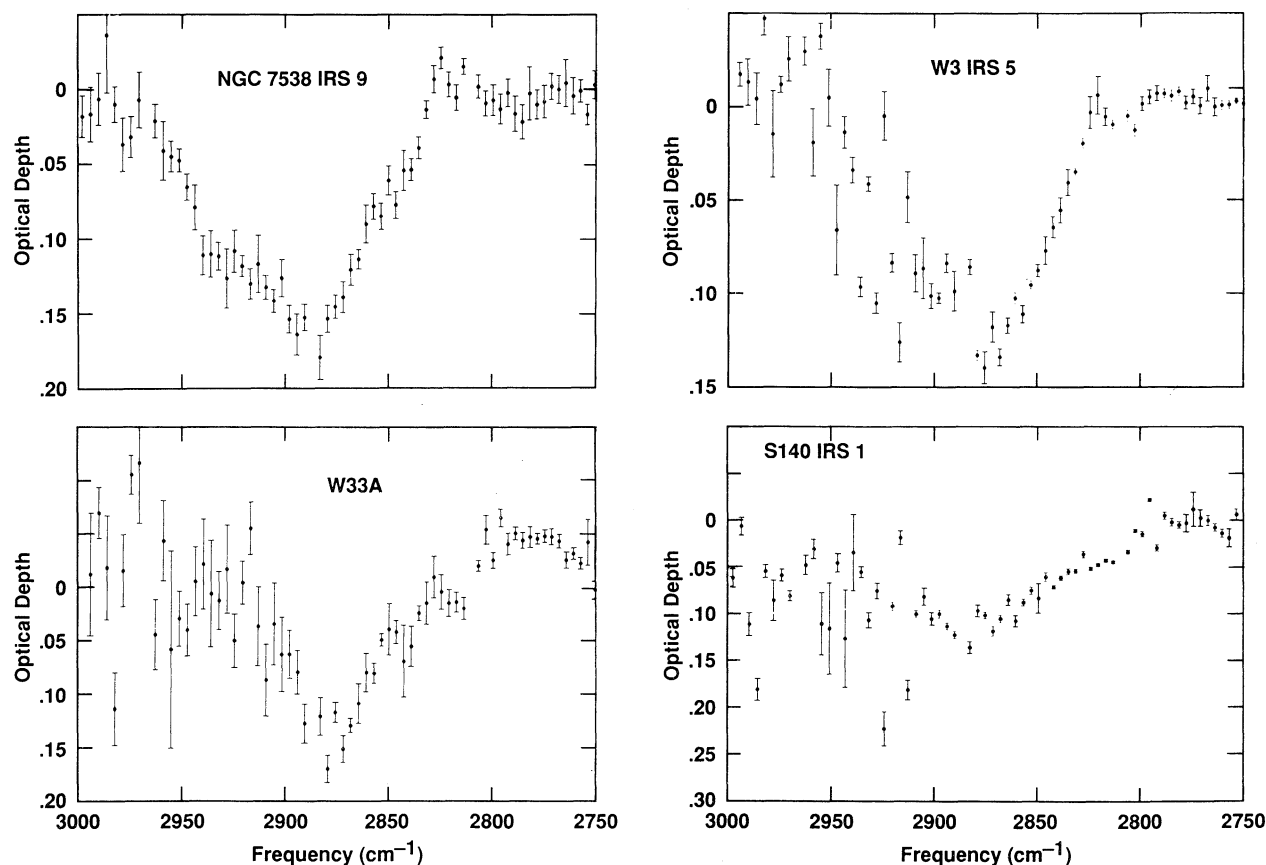 NGC 7538 IRS 9
Optical Depth
0
.05
.10
.15
.20
W3 IRS 5
Optical Depth
0
.05
.10
.15
W33A
Optical Depth
0
.05
.10
.15
.20
3000 2950 2900 2850 2800 2750
Frequency (cm−1)
S140 IRS 1
Optical Depth
0
.05
.10
.15
.20
.25
.30
3000 2950 2900 2850 2800 2750
Frequency (cm−1)